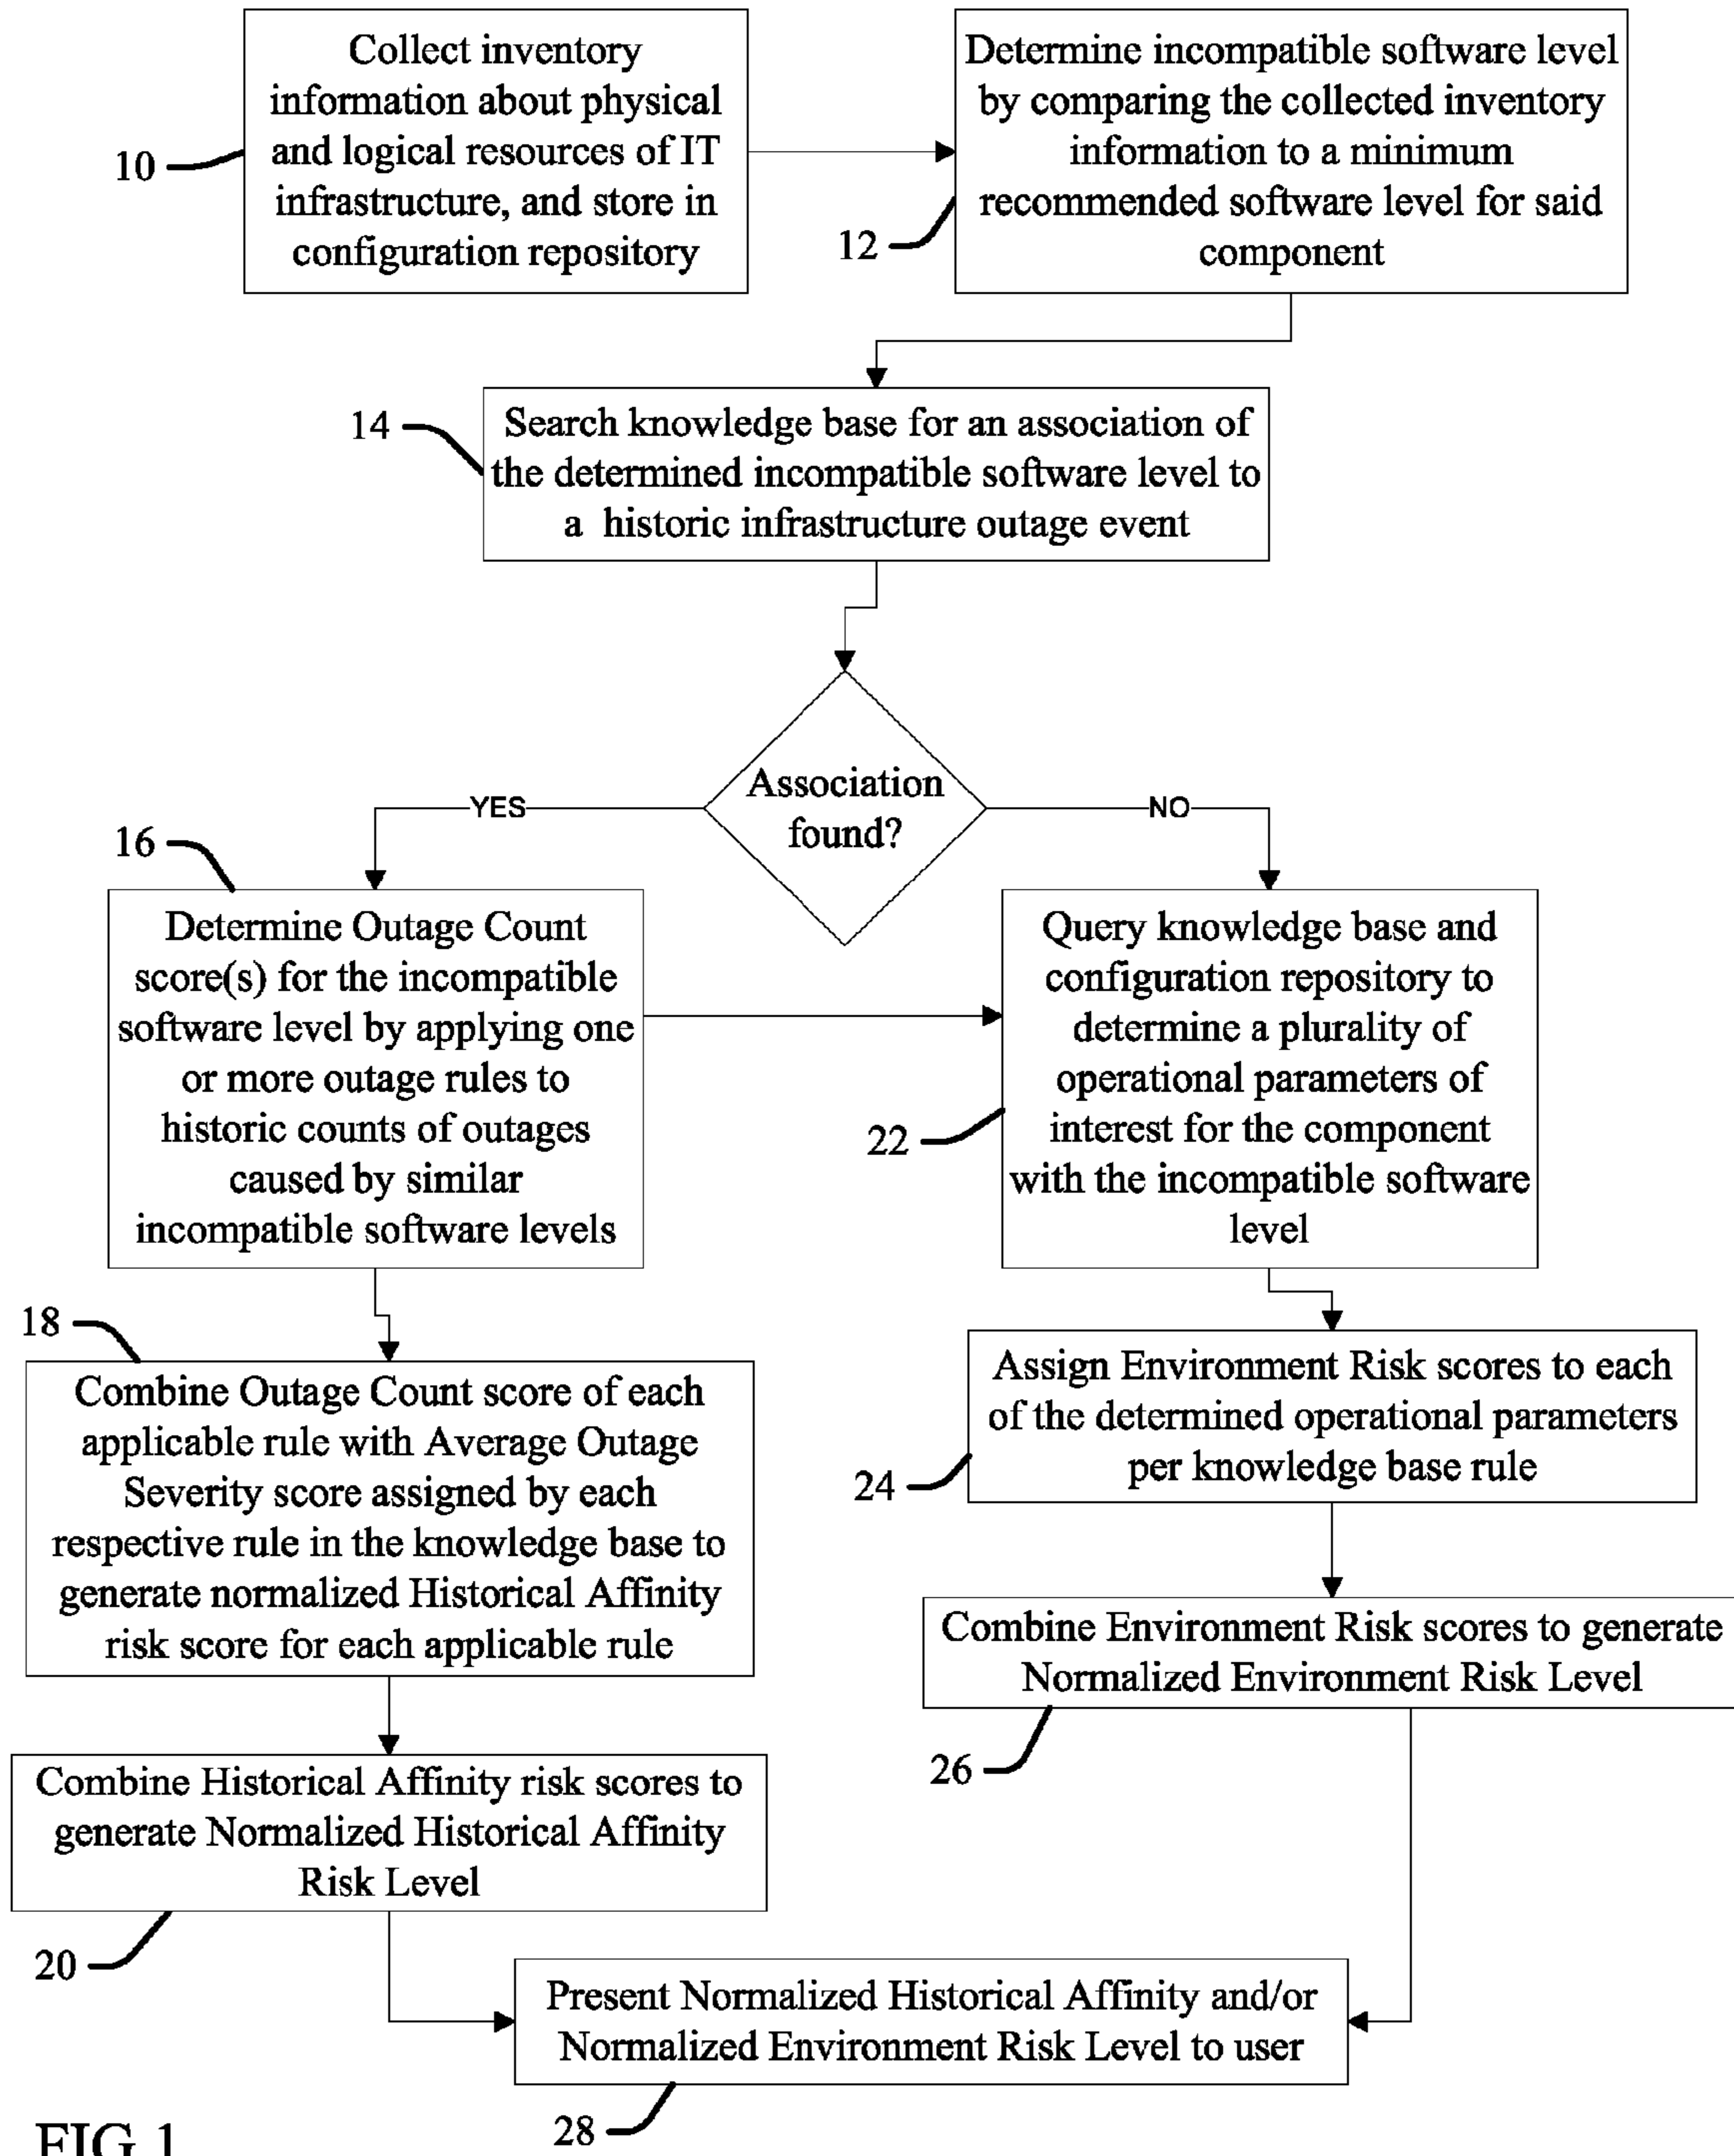 Collect inventory
information about physical
and logical resources of IT
infrastructure, and store in
configuration repository
10
Determine incompatible software level
by comparing the collected inventory
information to a minimum
recommended software level for said
component
12
14
Search knowledge base for an association of
the determined incompatible software level to
a historic infrastructure outage event
Association
found?
YES
NO
16
Determine Outage Count
score(s) for the incompatible
software level by applying one
or more outage rules to
historic counts of outages
caused by similar
incompatible software levels
Query knowledge base and
configuration repository to
determine a plurality of
operational parameters of
interest for the component
with the incompatible software
level
22
18
Combine Outage Count score of each
applicable rule with Average Outage
Severity score assigned by each
respective rule in the knowledge base to
generate normalized Historical Affinity
risk score for each applicable rule
Assign Environment Risk scores to each
of the determined operational parameters
per knowledge base rule
24
Combine Environment Risk scores to generate
Normalized Environment Risk Level
26
Combine Historical Affinity risk scores to
generate Normalized Historical Affinity
Risk Level
20
Present Normalized Historical Affinity and/or
Normalized Environment Risk Level to user
28
FIG 1